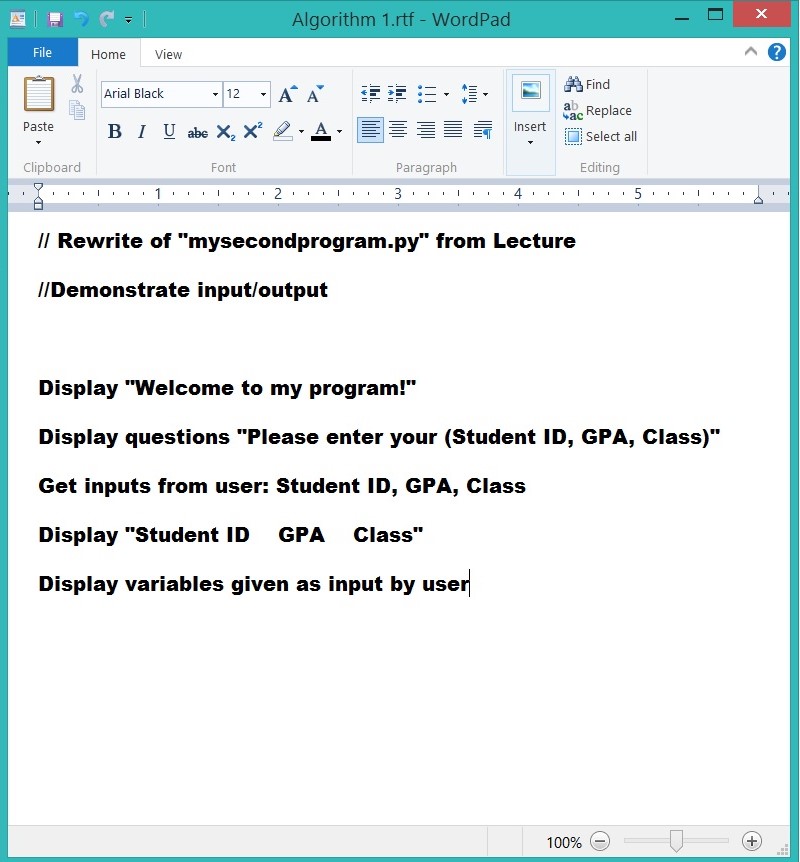 Algorithm 1.rtf - WordPad
File Home View
Paste
Clipboard
Arial Black 12 A A
B I U abc X₂ X² A
Font
Paragraph
Insert
Find
Replace
Select all
Editing
1 2 3 4 5
// Rewrite of "mysecondprogram.py" from Lecture
//Demonstrate input/output
Display "Welcome to my program!"
Display questions "Please enter your (Student ID, GPA, Class)"
Get inputs from user: Student ID, GPA, Class
Display "Student ID    GPA    Class"
Display variables given as input by user
100%